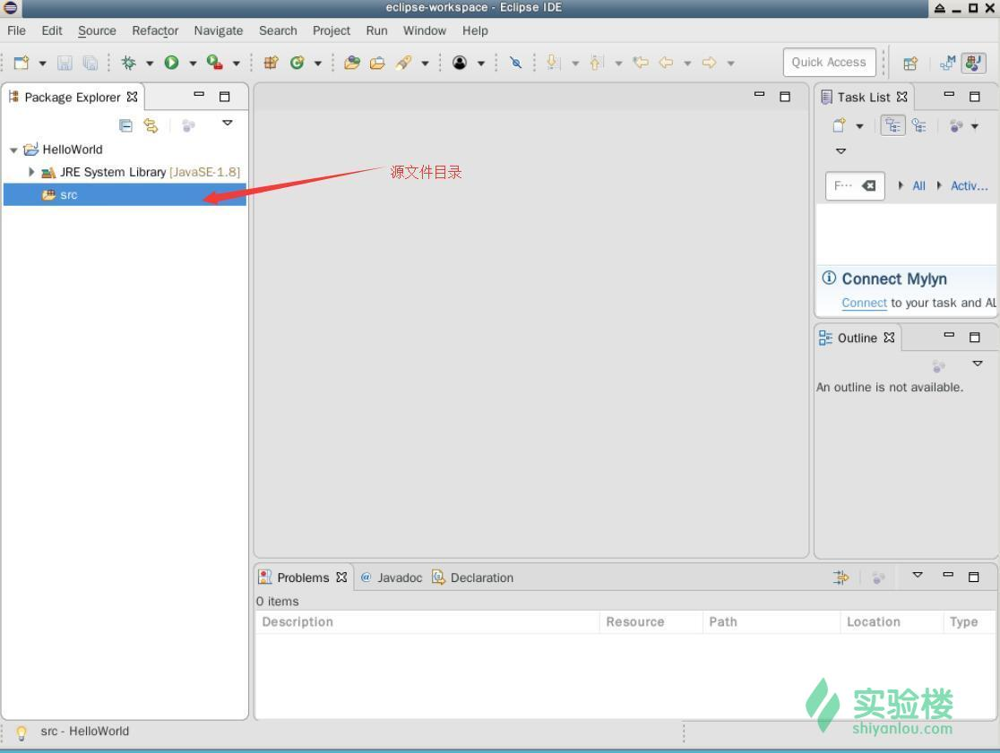 eclipse-workspace - Eclipse IDE
File Edit Source Refactor Navigate Search Project Run Window Help
Quick Access
Package Explorer
HelloWorld
JRE System Library [JavaSE-1.8]
src
源文件目录
Task List
F···
All
Activ...
Connect Mylyn
Connect to your task and AL
Outline
An outline is not available.
Problems
@ Javadoc
Declaration
0 items
Description Resource Path Location Type
src - HelloWorld
实验楼
shiyanlou.com